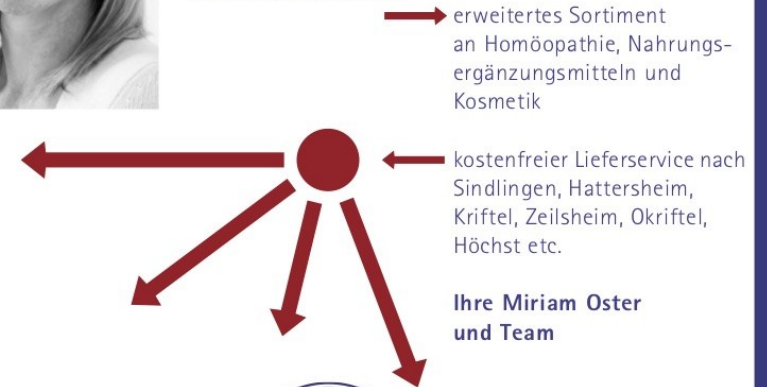 erweitertes Sortiment
an Homöopathie, Nahrungs-
ergänzungsmitteln und
Kosmetik
kostenfreier Lieferservice nach
Sindlingen, Hattersheim,
Kriftel, Zeilsheim, Okriftel,
Höchst etc.
Ihre Miriam Oster
und Team